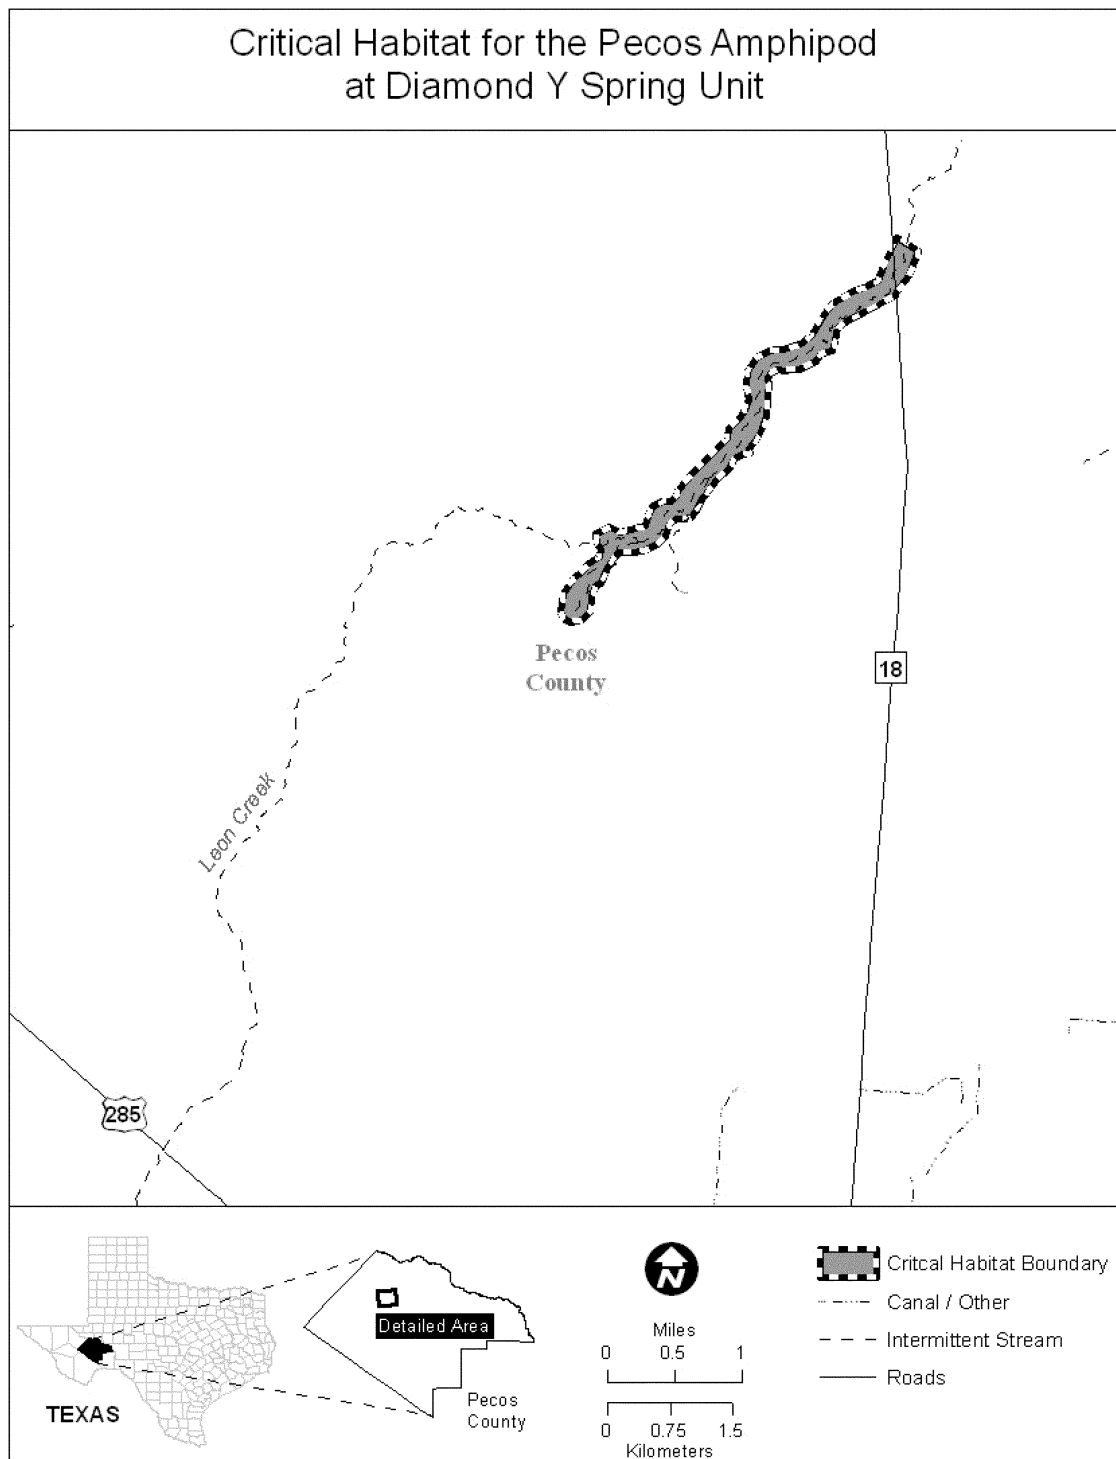 Critical Habitat for the Pecos Amphipod
at Diamond Y Spring Unit
Pecos
County
18
Leon Creek
285
TEXAS
Detailed Area
Pecos
County
N
Miles
0 0.5 1
0 0.75 1.5
Kilometers
Critcal Habitat Boundary
Canal / Other
Intermittent Stream
Roads